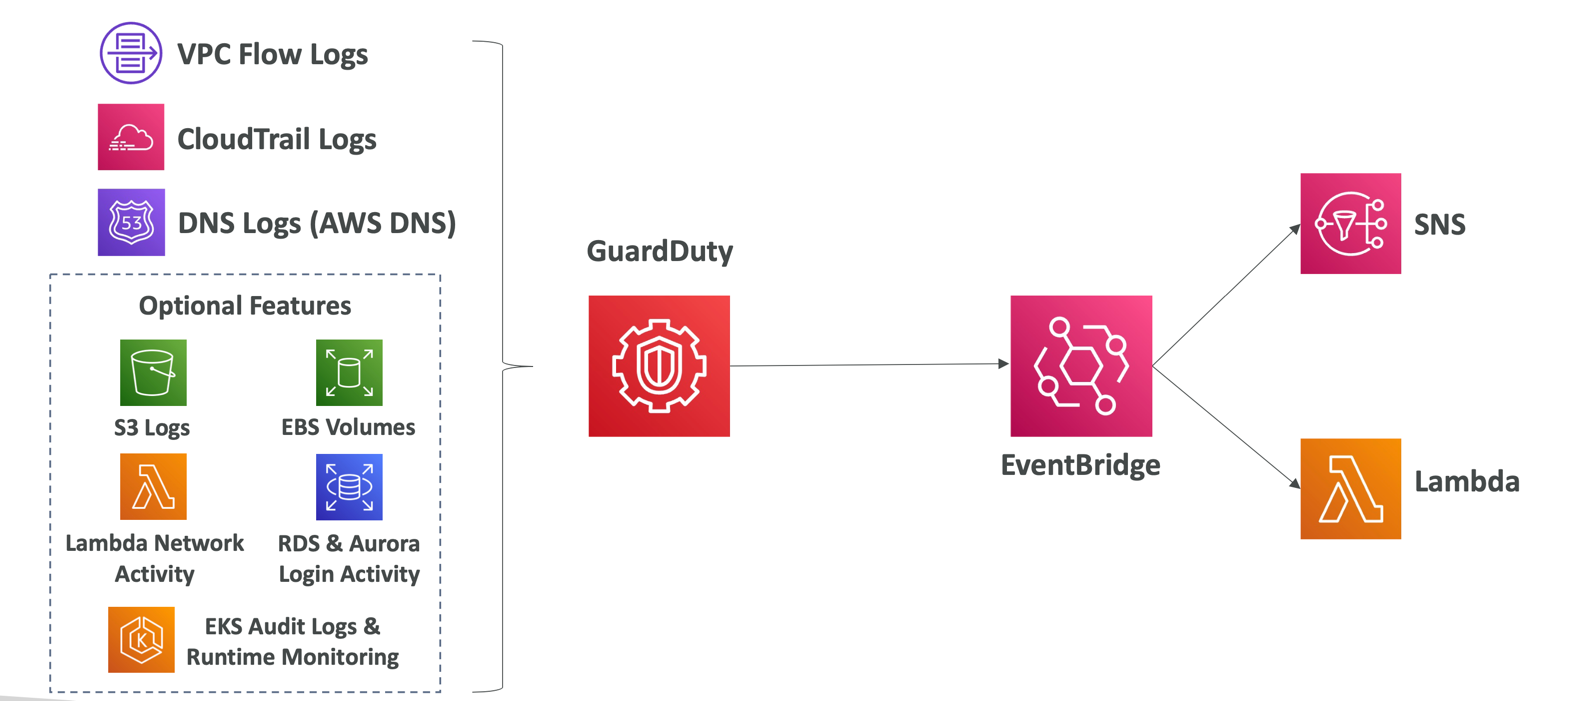 VPC Flow Logs
CloudTrail Logs
53
DNS Logs (AWS DNS)
Optional Features
S3 Logs
EBS Volumes
Lambda Network
Activity
RDS & Aurora
Login Activity
K
EKS Audit Logs &
Runtime Monitoring
GuardDuty
EventBridge
SNS
Lambda